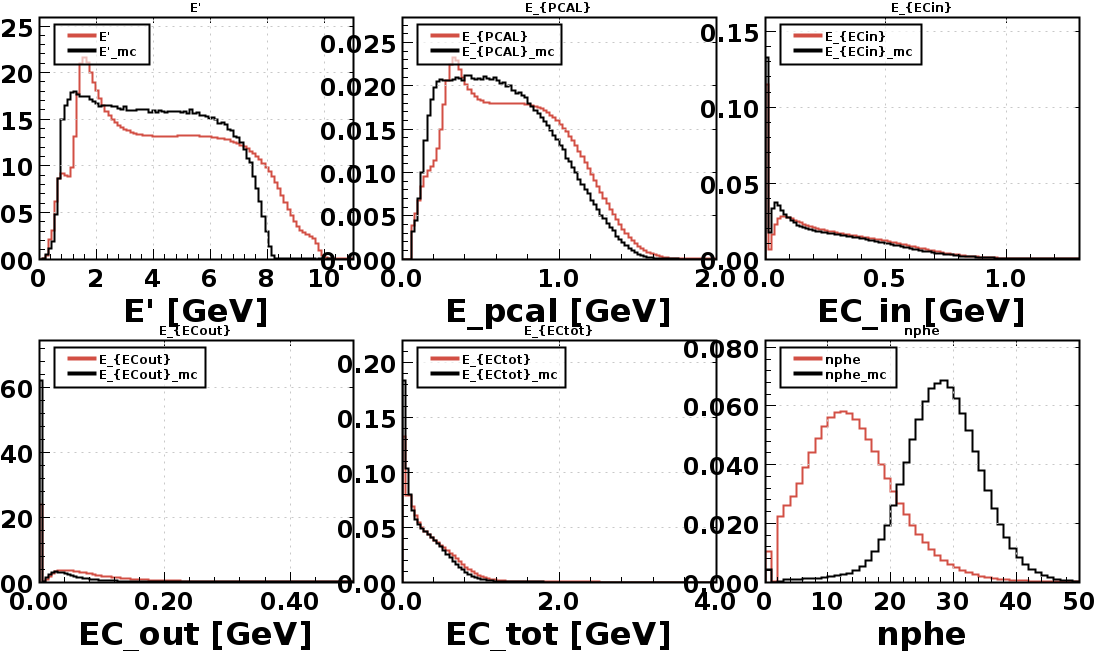 E'
25
20
15
10
05
00
E'
E'_mc
0 2 4 6 8 10
E' [GeV]
E_{PCAL}
0.025
0.020
0.015
0.010
0.005
0.000
E_{PCAL}
E_{PCAL}_mc
0.0 1.0 2.0
E_pcal [GeV]
E_{ECin}
0.15
0.10
0.05
0.00
E_{ECin}
E_{ECin}_mc
0.0 0.5 1.0
EC_in [GeV]
E_{ECout}
60
40
20
00
E_{ECout}
E_{ECout}_mc
0.00 0.20 0.40
EC_out [GeV]
E_{ECtot}
0.20
0.15
0.10
0.05
0.00
E_{ECtot}
E_{ECtot}_mc
0.0 2.0 4.0
EC_tot [GeV]
nphe
0.080
0.060
0.040
0.020
0.000
nphe
nphe_mc
0 10 20 30 40 50
nphe